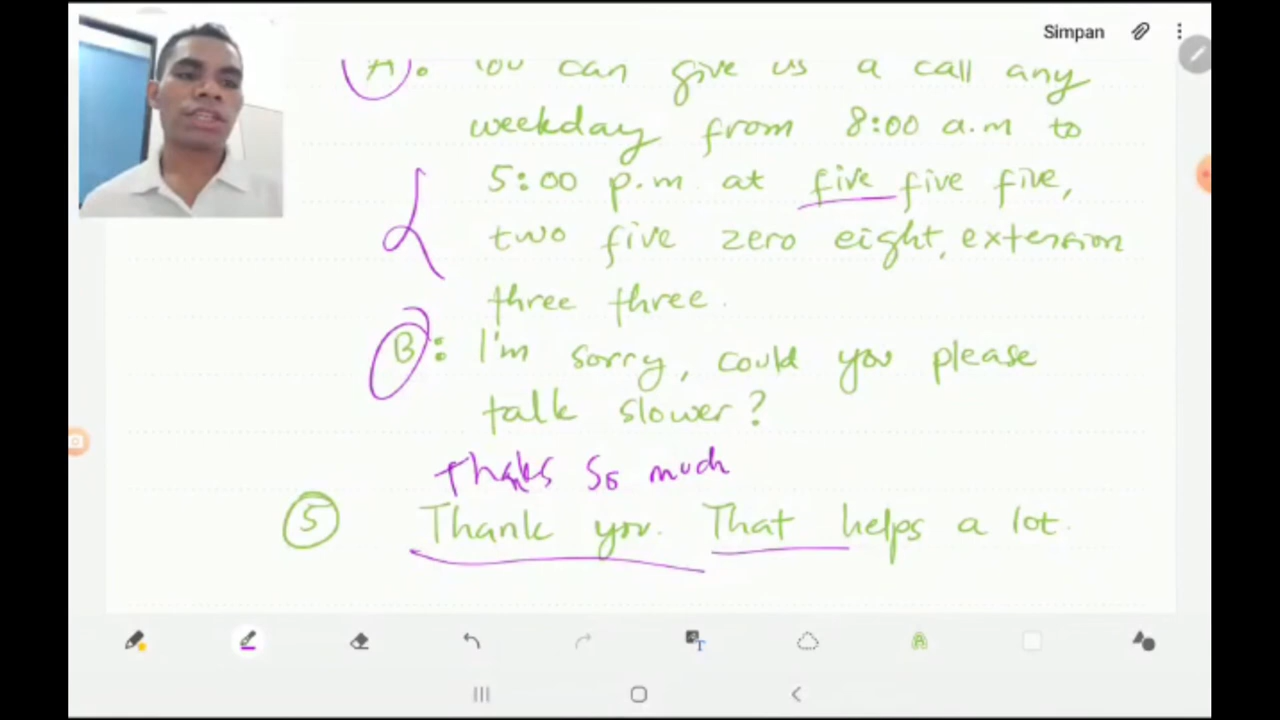 Simpan
A: You can give us a call any
weekday from 8:00 a.m to
5:00 p.m at five five five,
two five zero eight, extension
three three.
B: I'm sorry, could you please
talk slower?
Thanks so much
5 Thank you. That helps a lot.